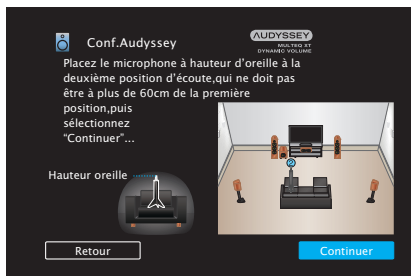 Conf.Audyssey
AUDYSSEY
MULTEQ XT
DYNAMIC VOLUME
Placez le microphone à hauteur d'oreille à la
deuxième position d'écoute,qui ne doit pas
être à plus de 60cm de la première
position,puis
sélectionnez
“Continuer”...
Hauteur oreille
2
Retour
Continuer